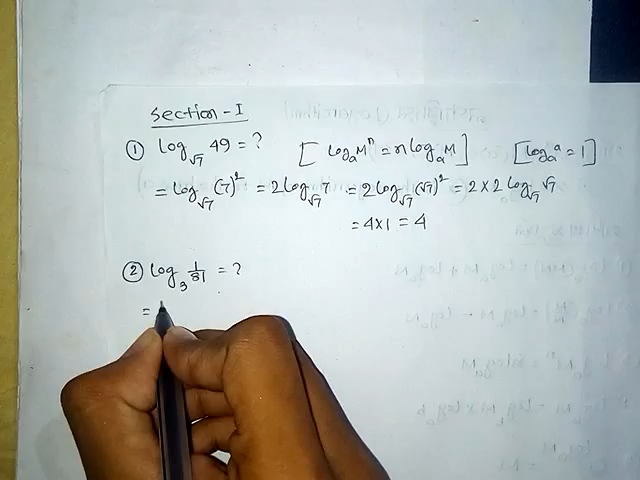 Section-I
① log_√7 49 = ? [log_a M^n = n log_a M] [log_a a = 1]
= log_√7 (7)^2 = 2 log_√7 7 = 2 log_√7 (√7)^2 = 2 × 2 log_√7 √7
= 4 × 1 = 4
② log_3 1/81 = ?
=